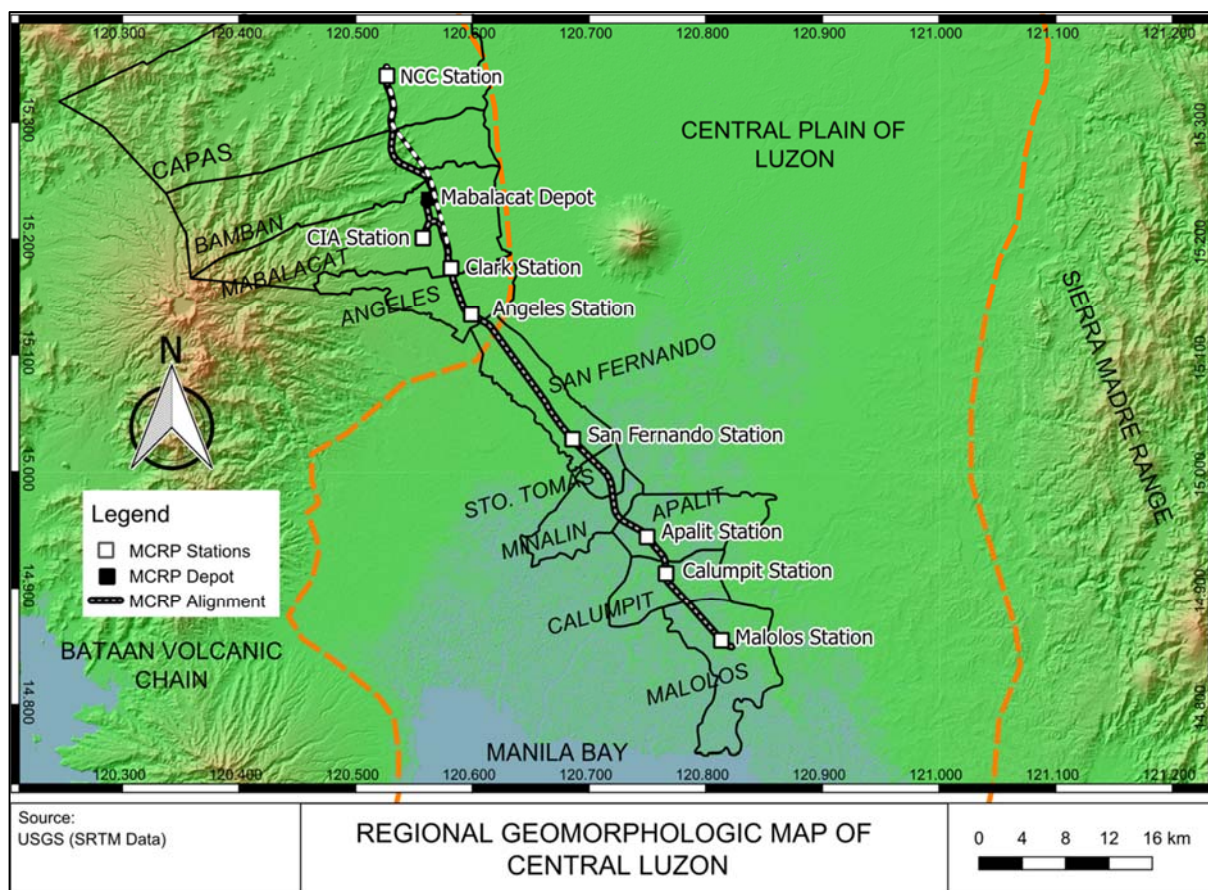 120.300 120.400 120.500 120.600 120.700 120.800 120.900 121.000 121.100 121.200
NCC Station
15.300
15.300
CENTRAL PLAIN OF
LUZON
CAPAS
Mabalacat Depot
BAMBAN
CIA Station
15.200
15.200
MABALACAT
Clark Station
ANGELES
Angeles Station
SIERRA MADRE RANGE
15.100
15.100
N
SAN FERNANDO
San Fernando Station
15.000
15.000
STO. TOMAS
Legend
MCRP Stations
MCRP Depot
MCRP Alignment
APALIT
MINALIN
Apalit Station
Calumpit Station
14.900
14.900
CALUMPIT
Malolos Station
BATAAN VOLCANIC
CHAIN
MALOLOS
14.800
14.800
MANILA BAY
120.300 120.400 120.500 120.600 120.700 120.800 120.900 121.000 121.100 121.200
Source:
USGS (SRTM Data)
REGIONAL GEOMORPHOLOGIC MAP OF
CENTRAL LUZON
0 4 8 12 16 km